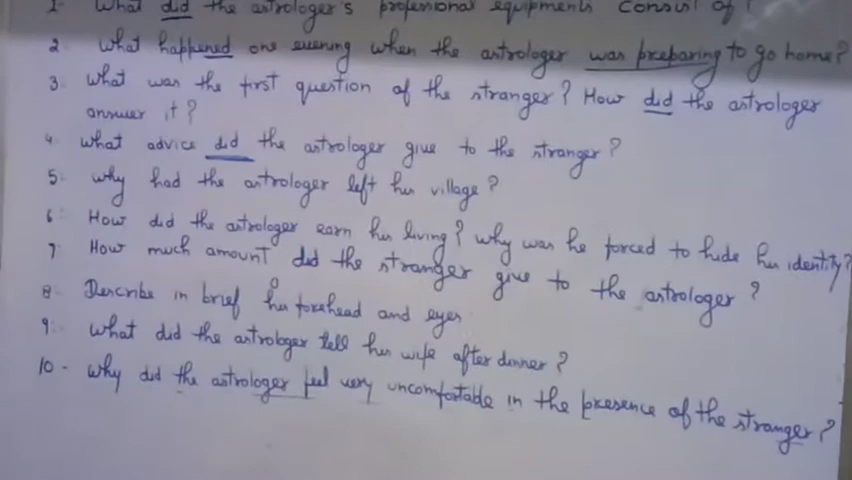 1. What did the astrologer's professional equipments consist of ?
2. What happened one evening when the astrologer was preparing to go home?
3. What was the first question of the stranger? How did the astrologer
answer it?
4. What advice did the astrologer give to the stranger?
5. Why had the astrologer left his village?
6. How did the astrologer earn his living? Why was he forced to hide his identity?
7. How much amount did the stranger give to the astrologer?
8. Describe in brief his forehead and eyes
9. What did the astrologer tell his wife after dinner?
10- Why did the astrologer feel very uncomfortable in the presence of the stranger?